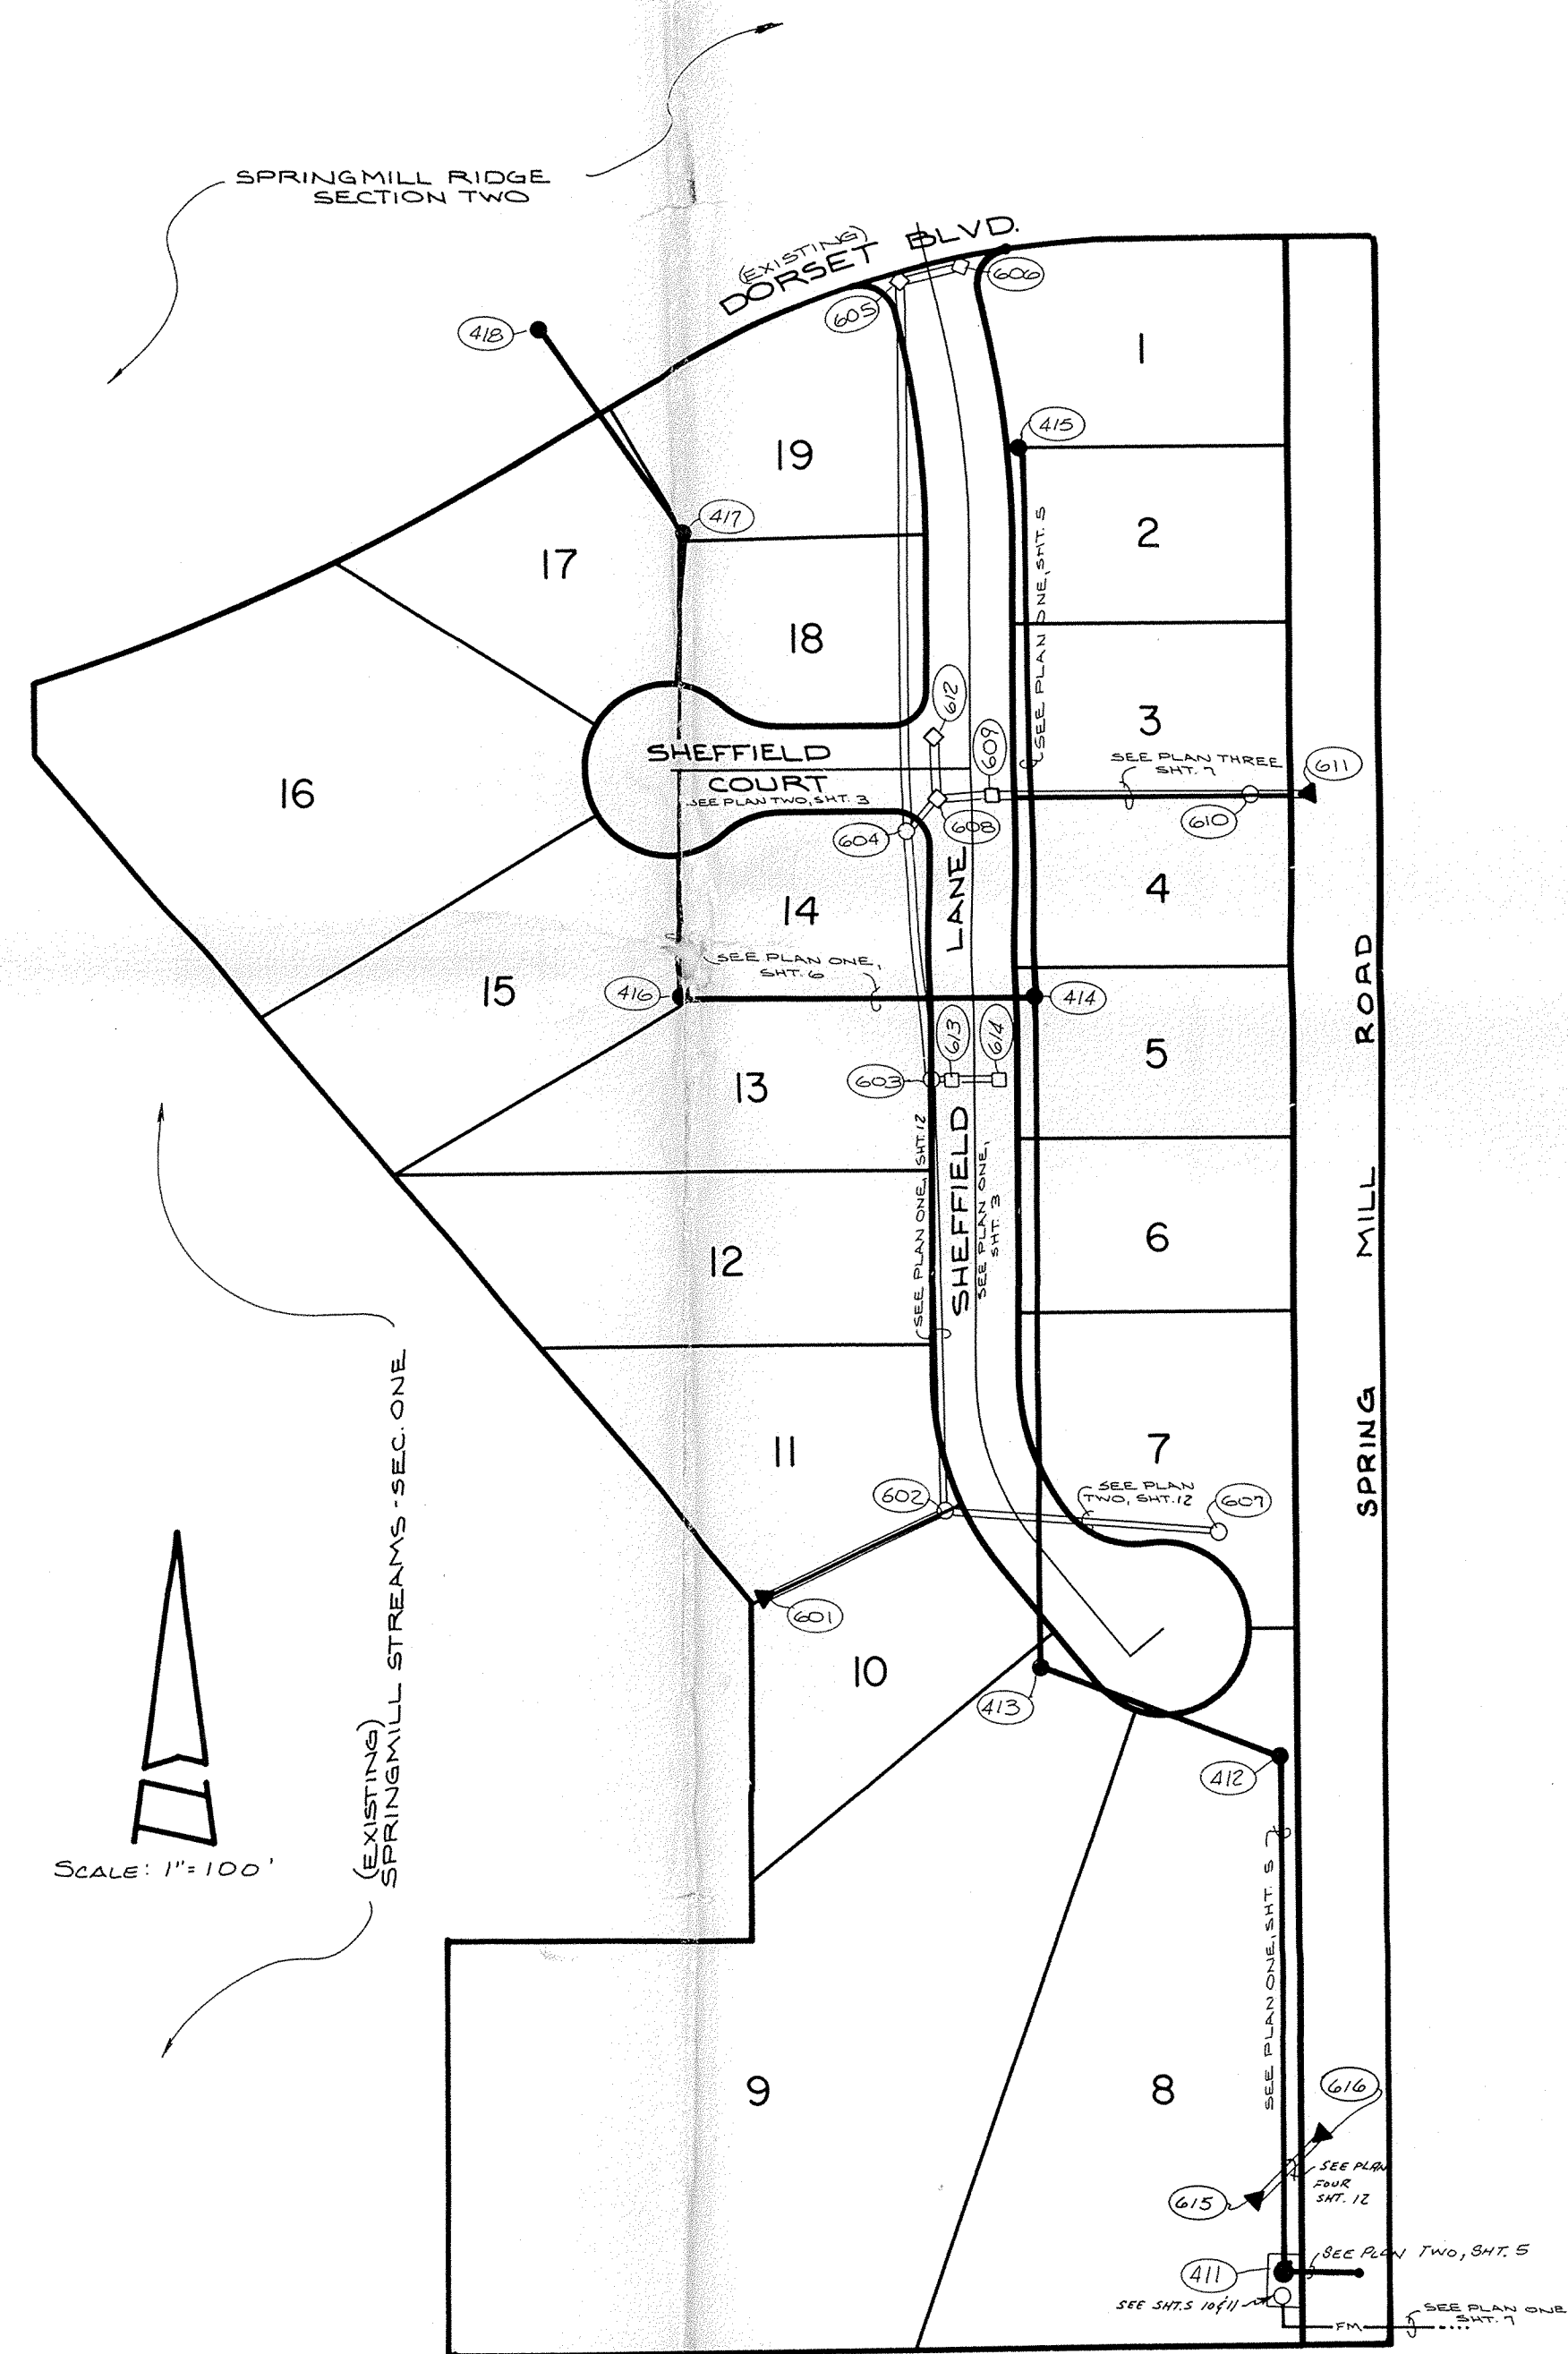 SPRINGMILL RIDGE
SECTION TWO
(EXISTING)
DORSET BLVD.
606
605
418
1
415
19
417
2
17
SEE PLAN ONE, SHT. 5
18
612
3
609
SHEFFIELD
COURT
SEE PLAN TWO, SHT. 3
SEE PLAN THREE
SHT. 7
611
16
610
608
604
4
14
LANE
SEE PLAN ONE,
SHT. 6
15
416
414
ROAD
613
614
5
603
13
SEE PLAN ONE, SHT. 12
SHEFFIELD
SEE PLAN ONE,
SHT. 3
MILL
6
12
(EXISTING)
SPRINGMILL STREAMS - SEC. ONE
11
7
SPRING
SEE PLAN
TWO, SHT. 12
602
607
601
10
413
412
SCALE: 1"=100'
SEE PLAN ONE, SHT. 5
9
8
616
SEE PLAN
FOUR
SHT. 12
615
SEE PLAN TWO, SHT. 5
411
SEE SHT.S 10 & 11
SEE PLAN ONE
SHT. 7
FM